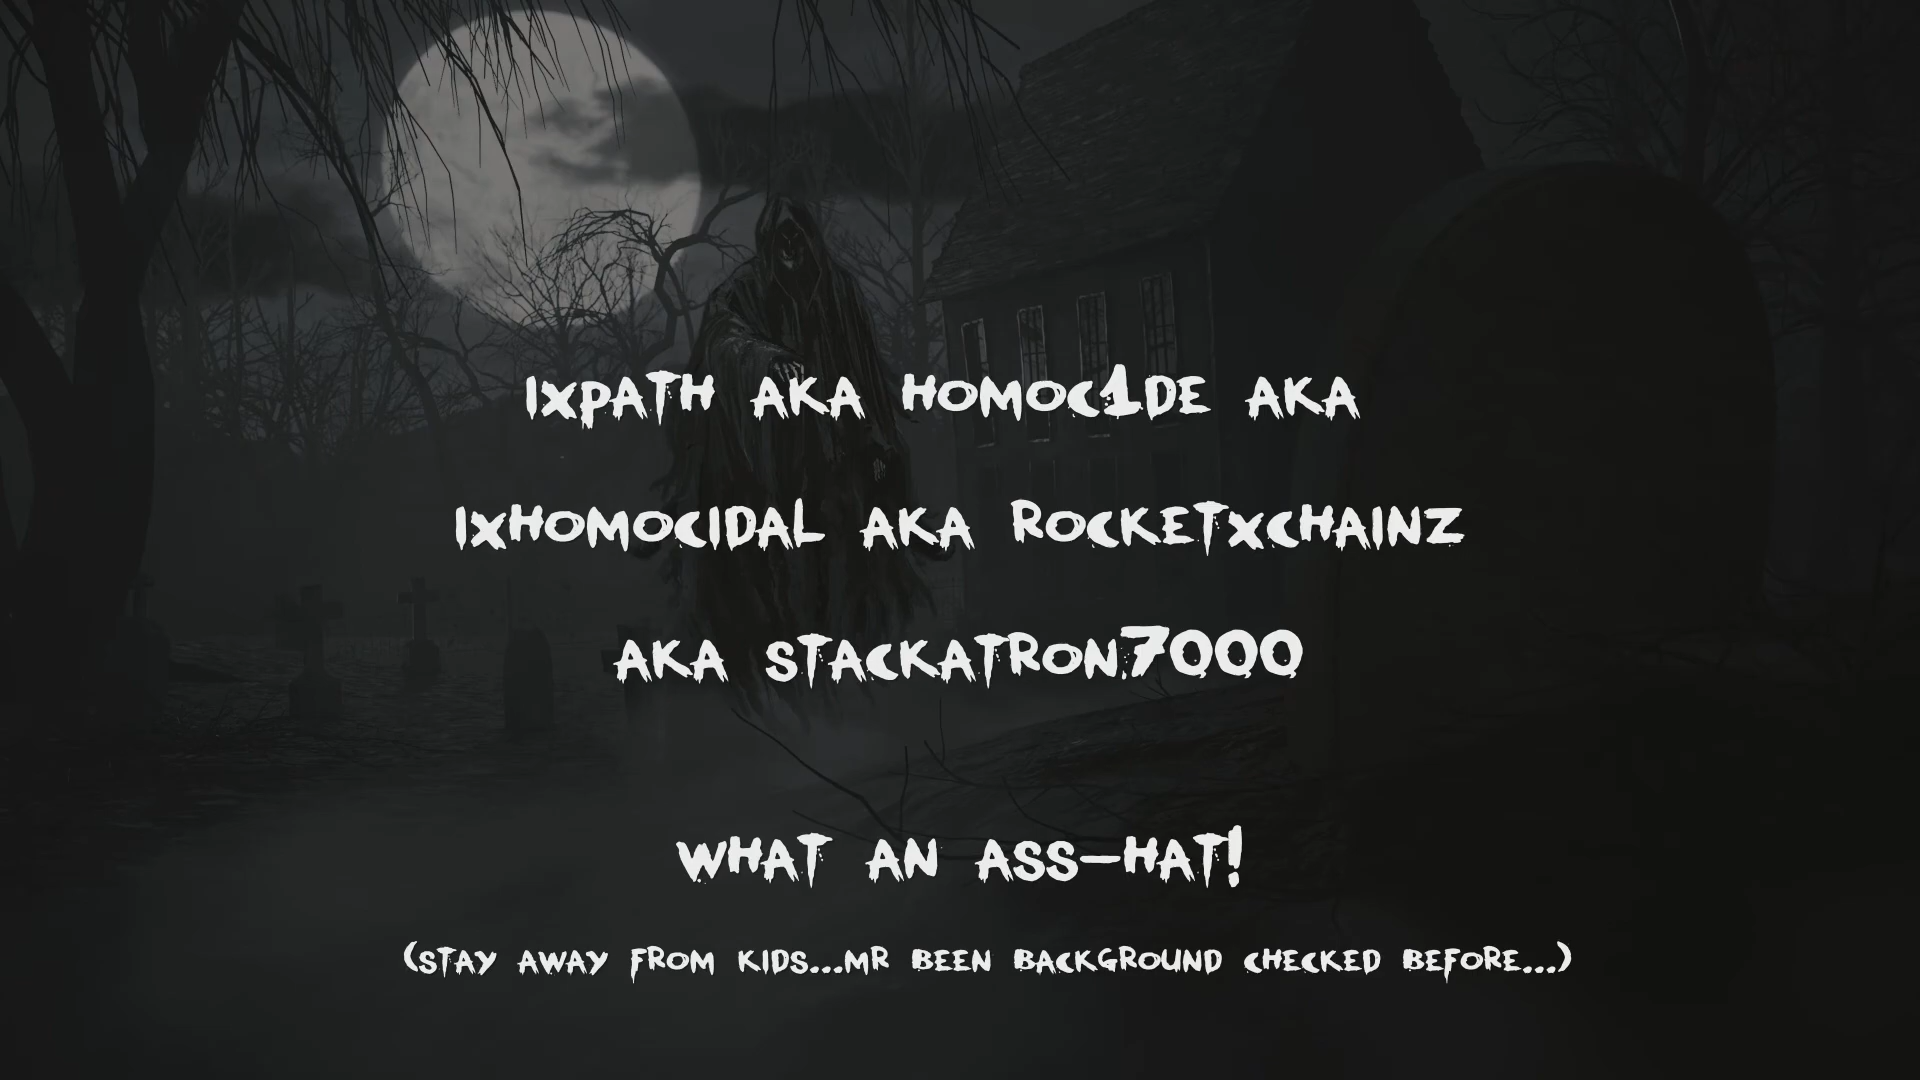 IXPATH AKA HOMOC1DE AKA
IXHOMOCIDAL AKA ROCKETXCHAINZ
AKA STACKATRON7000
WHAT AN ASS-HAT!
(STAY AWAY FROM KIDS...MR BEEN BACKGROUND CHECKED BEFORE...)